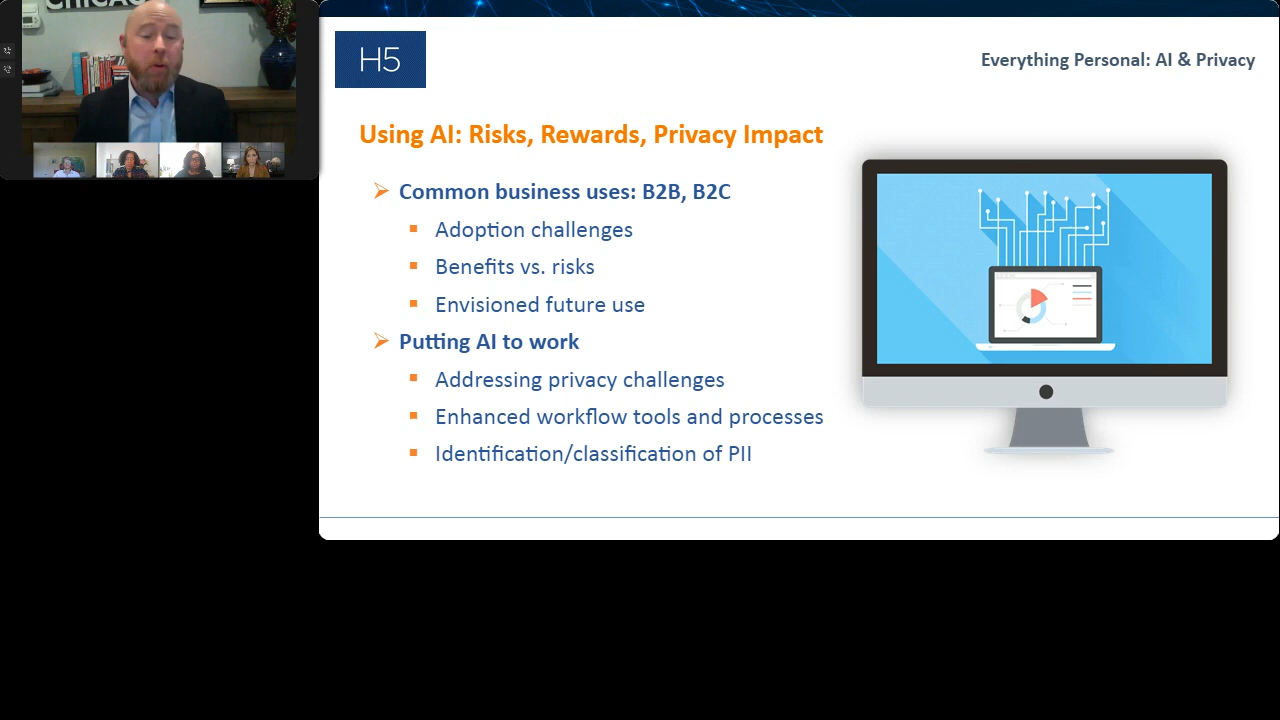 H5
Everything Personal: AI & Privacy
Using AI: Risks, Rewards, Privacy Impact
Common business uses: B2B, B2C
Adoption challenges
Benefits vs. risks
Envisioned future use
Putting AI to work
Addressing privacy challenges
Enhanced workflow tools and processes
Identification/classification of PII